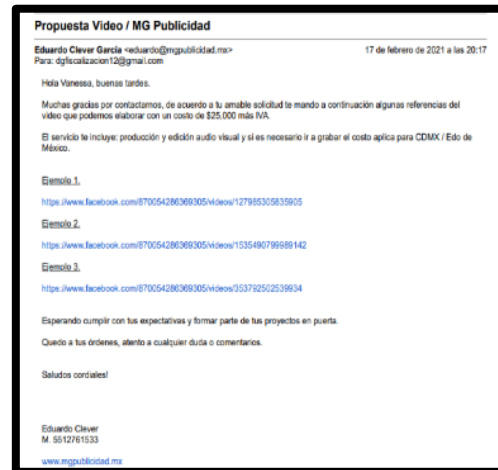 Propuesta Video / MG Publicidad
Eduardo Clever Garcia <eduardo@mgpublicidad.mx> 17 de febrero de 2021 a las 20:17
Para: dgfiscalizacion12@gmail.com
Hola Vanessa, buenas tardes.
Muchas gracias por contactarnos, de acuerdo a tu amable solicitud te mando a continuación algunas referencias del
video que podemos elaborar con un costo de $25,000 más IVA.
El servicio te incluye: producción y edición audio visual y si es necesario ir a grabar el costo aplica para CDMX / Edo de
México.
Ejemplo 1.
https://www.facebook.com/870054286369305/videos/127985305835905
Ejemplo 2.
https://www.facebook.com/870054286369305/videos/1535490799989142
Ejemplo 3.
https://www.facebook.com/870054286369305/videos/353792502539934
Esperando cumplir con tus expectativas y formar parte de tus proyectos en puerta.
Quedo a tus órdenes, atento a cualquier duda o comentarios.
Saludos cordiales!
Eduardo Clever
M. 5512761533
www.mgpublicidad.mx